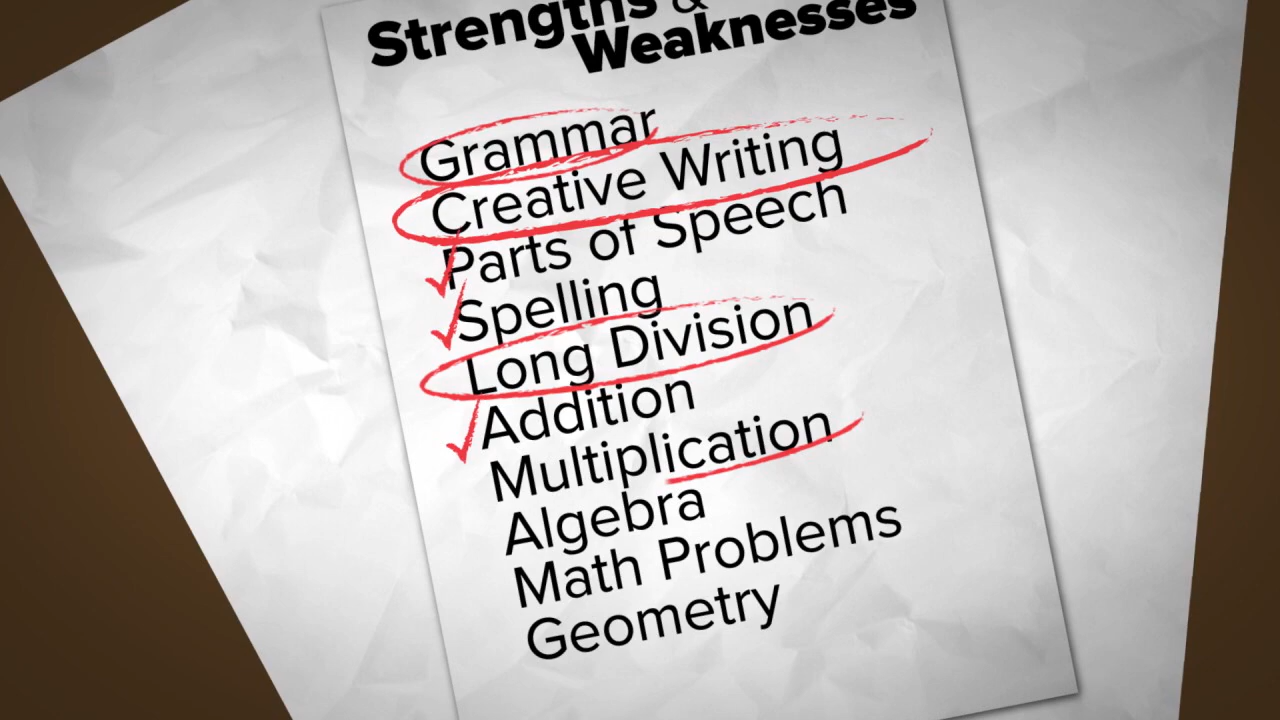 Strengths &
Weaknesses
Grammar
Creative Writing
Parts of Speech
Spelling
Long Division
Addition
Multiplication
Algebra
Math Problems
Geometry